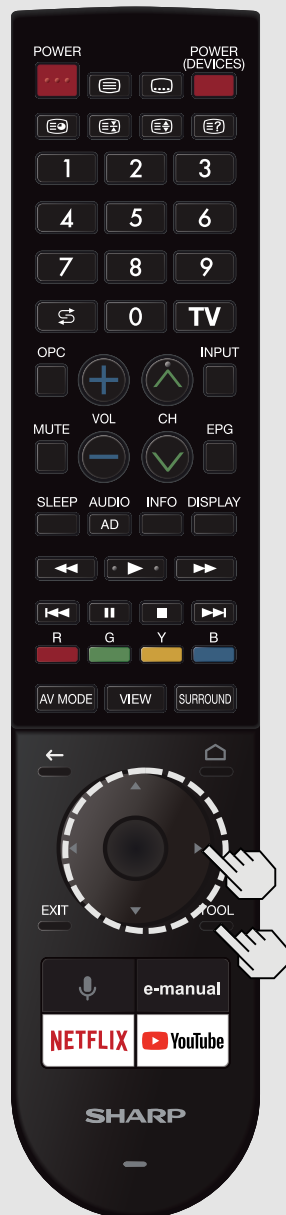 POWER
POWER
(DEVICES)
1 2 3
4 5 6
7 8 9
0 TV
OPC INPUT
VOL CH
MUTE EPG
SLEEP AUDIO INFO DISPLAY
AD
R G Y B
AV MODE VIEW SURROUND
EXIT TOOL
e-manual
NETFLIX YouTube
SHARP